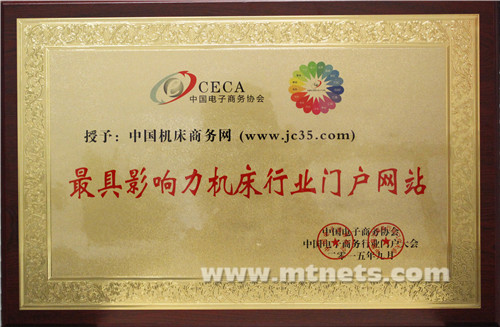 CECA
中国电子商务协会
授予：中国机床商务网 (www.jc35.com)
最具影响力机床行业门户网站
中国电子商务协会
中国电子商务行业门户大会
二零一五年九月
www.mtnets.com